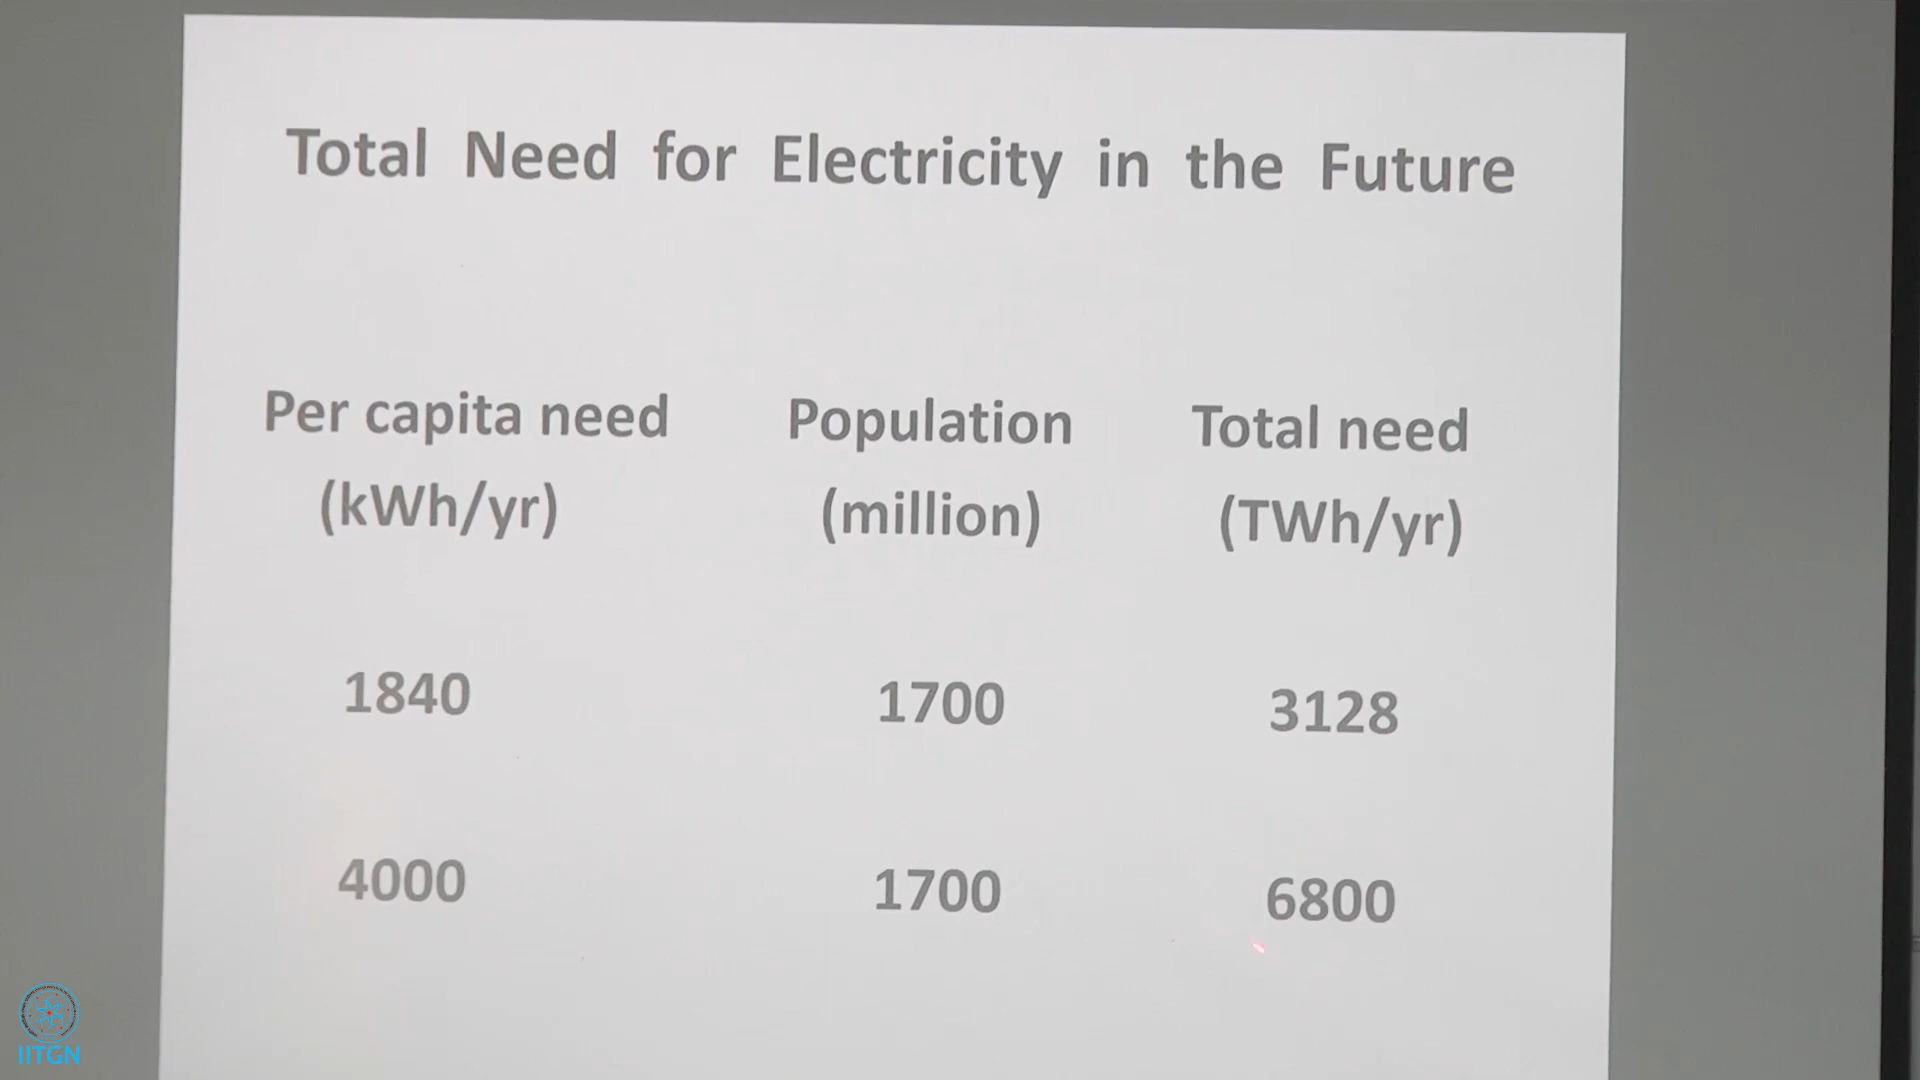 Total Need for Electricity in the Future
Per capita need Population Total need
(kWh/yr) (million) (TWh/yr)
1840 1700 3128
4000 1700 6800
IITGN